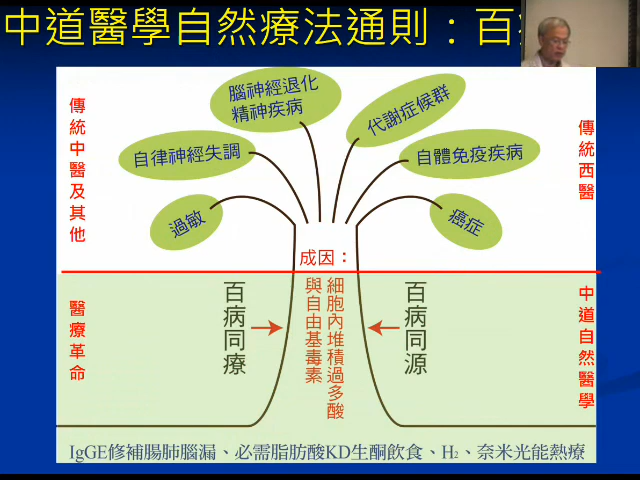 中道醫學自然療法通則：百
傳統中醫及其他
腦神經退化
精神疾病
代謝症候群
自律神經失調
自體免疫疾病
過敏
癌症
傳統西醫
成因：
醫療革命
百病同療
細胞內堆積過多酸
與自由基毒素
百病同源
中道自然醫學
IgGE修補腸肺腦漏、必需脂肪酸KD生酮飲食、H₂、奈米光能熱療